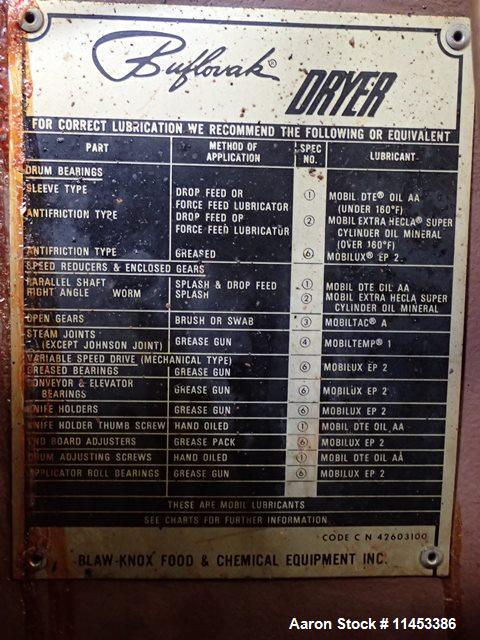 Buflovak® DRYER
FOR CORRECT LUBRICATION WE RECOMMEND THE FOLLOWING OR EQUIVALENT
PART METHOD OF APPLICATION SPEC NO. LUBRICANT
DRUM BEARINGS
SLEEVE TYPE DROP FEED OR FORCE FEED LUBRICATOR 1 MOBIL DTE® OIL AA (UNDER 160°F)
ANTIFRICTION TYPE DROP FEED OR FORCE FEED LUBRICATOR 2 MOBIL EXTRA HECLA® SUPER CYLINDER OIL MINERAL (OVER 160°F)
ANTIFRICTION TYPE GREASED 6 MOBILUX® EP 2
SPEED REDUCERS & ENCLOSED GEARS
PARALLEL SHAFT SPLASH & DROP FEED 1 MOBIL DTE OIL AA
RIGHT ANGLE WORM SPLASH 2 MOBIL EXTRA HECLA SUPER CYLINDER OIL MINERAL
OPEN GEARS BRUSH OR SWAB 3 MOBILTAC® A
STEAM JOINTS (EXCEPT JOHNSON JOINT) GREASE GUN 4 MOBILTEMP® 1
VARIABLE SPEED DRIVE (MECHANICAL TYPE)
GREASED BEARINGS GREASE GUN 6 MOBILUX EP 2
CONVEYOR & ELEVATOR BEARINGS GREASE GUN 6 MOBILUX EP 2
KNIFE HOLDERS GREASE GUN 6 MOBILUX EP 2
KNIFE HOLDER THUMB SCREW HAND OILED 1 MOBIL DTE OIL AA
END BOARD ADJUSTERS GREASE PACK 6 MOBILUX EP 2
DRUM ADJUSTING SCREWS HAND OILED 1 MOBIL DTE OIL AA
APPLICATOR ROLL BEARINGS GREASE GUN 6 MOBILUX EP 2
THESE ARE MOBIL LUBRICANTS
SEE CHARTS FOR FURTHER INFORMATION
CODE C N 42603100
BLAW-KNOX FOOD & CHEMICAL EQUIPMENT INC.
Aaron Stock # 11453386